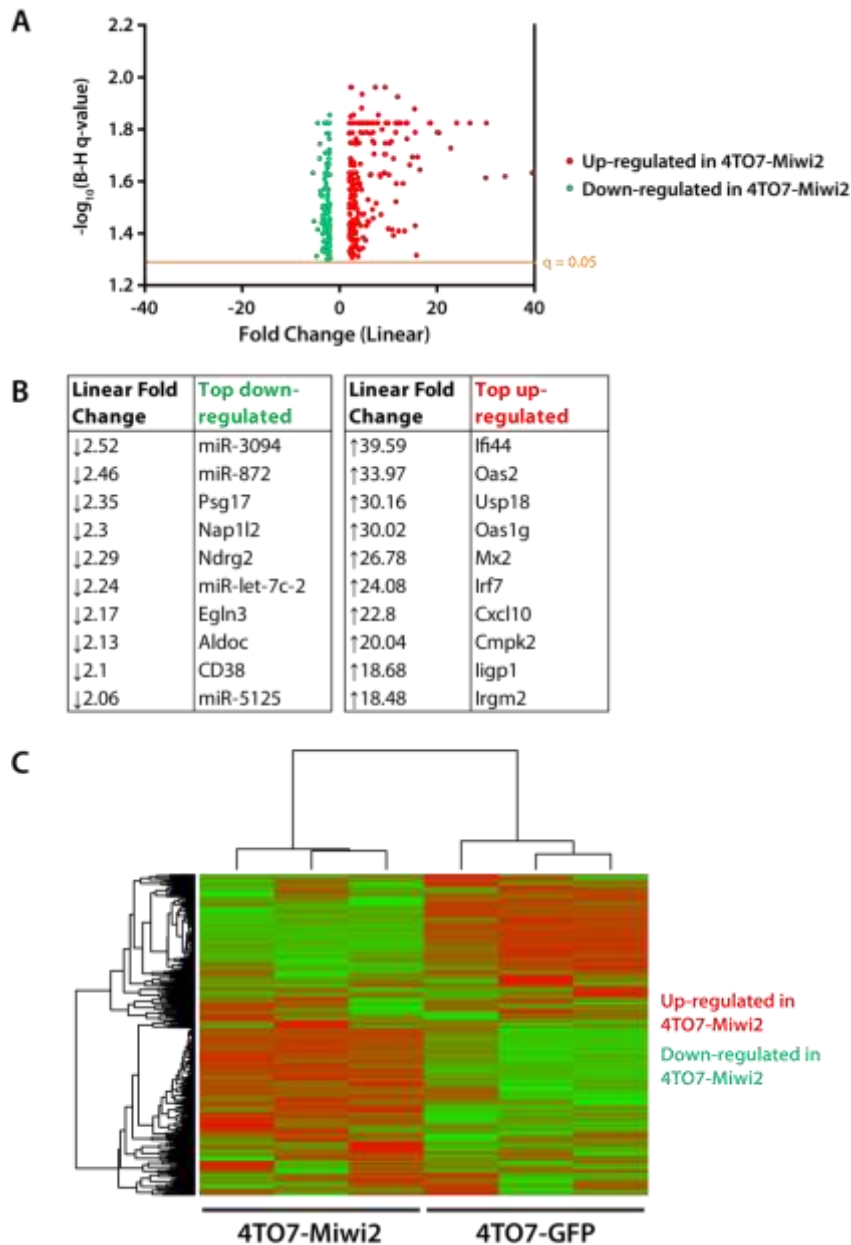 A
2.2
2.0
1.8
1.6
1.4
1.2
-log10(B-H q-value)
-40
-20
0
20
40
Fold Change (Linear)
q = 0.05
Up-regulated in 4TO7-Miwi2
Down-regulated in 4TO7-Miwi2
B
Linear Fold Change Top down-regulated
↓2.52 miR-3094
↓2.46 miR-872
↓2.35 Psg17
↓2.3 Nap1l2
↓2.29 Ndrg2
↓2.24 miR-let-7c-2
↓2.17 Egln3
↓2.13 Aldoc
↓2.1 CD38
↓2.06 miR-5125
Linear Fold Change Top up-regulated
↑39.59 Ifi44
↑33.97 Oas2
↑30.16 Usp18
↑30.02 Oas1g
↑26.78 Mx2
↑24.08 Irf7
↑22.8 Cxcl10
↑20.04 Cmpk2
↑18.68 Iigp1
↑18.48 Irgm2
C
Up-regulated in
4TO7-Miwi2
Down-regulated in
4TO7-Miwi2
4TO7-Miwi2
4TO7-GFP